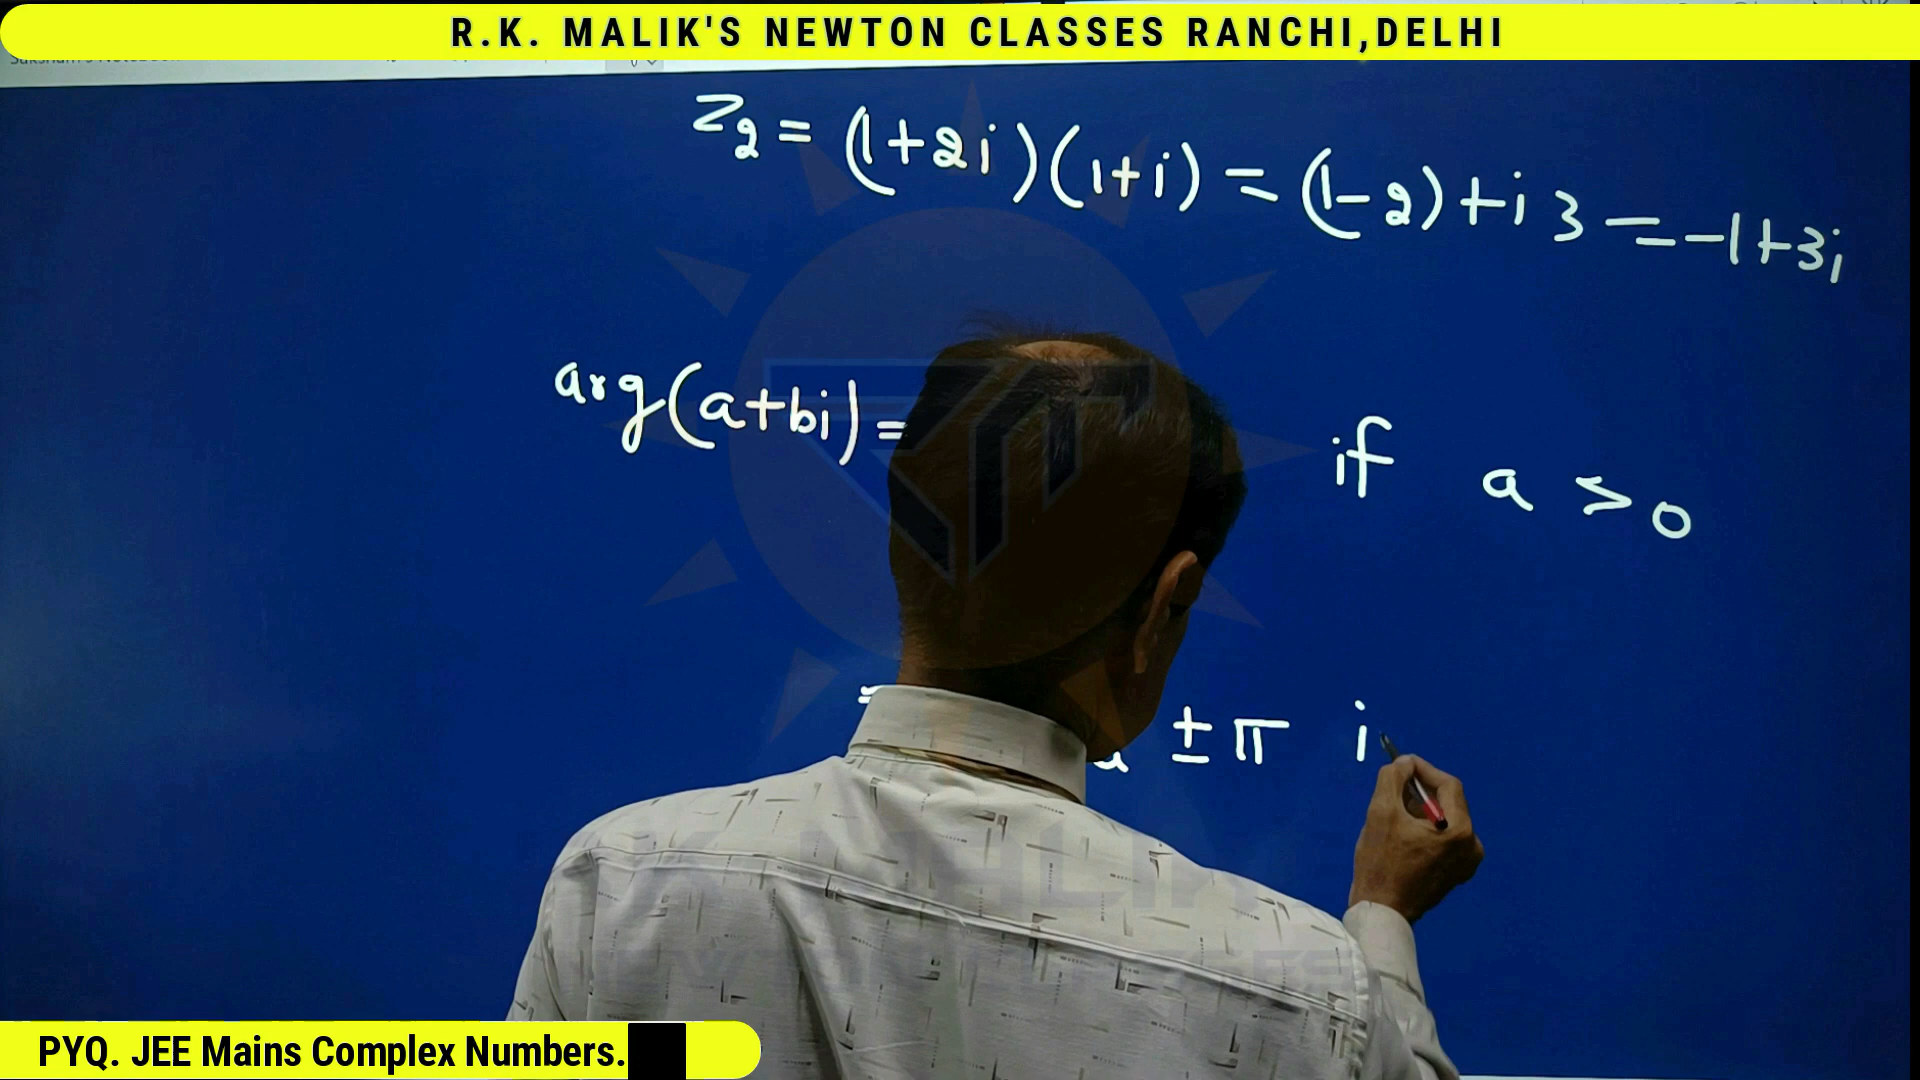 R.K. MALIK'S NEWTON CLASSES RANCHI,DELHI
z₂ = (1+2i)(1+i) = (1-2)+i3 = -1+3i
arg(a+bi) = if a > 0
± π i
PYQ. JEE Mains Complex Numbers.